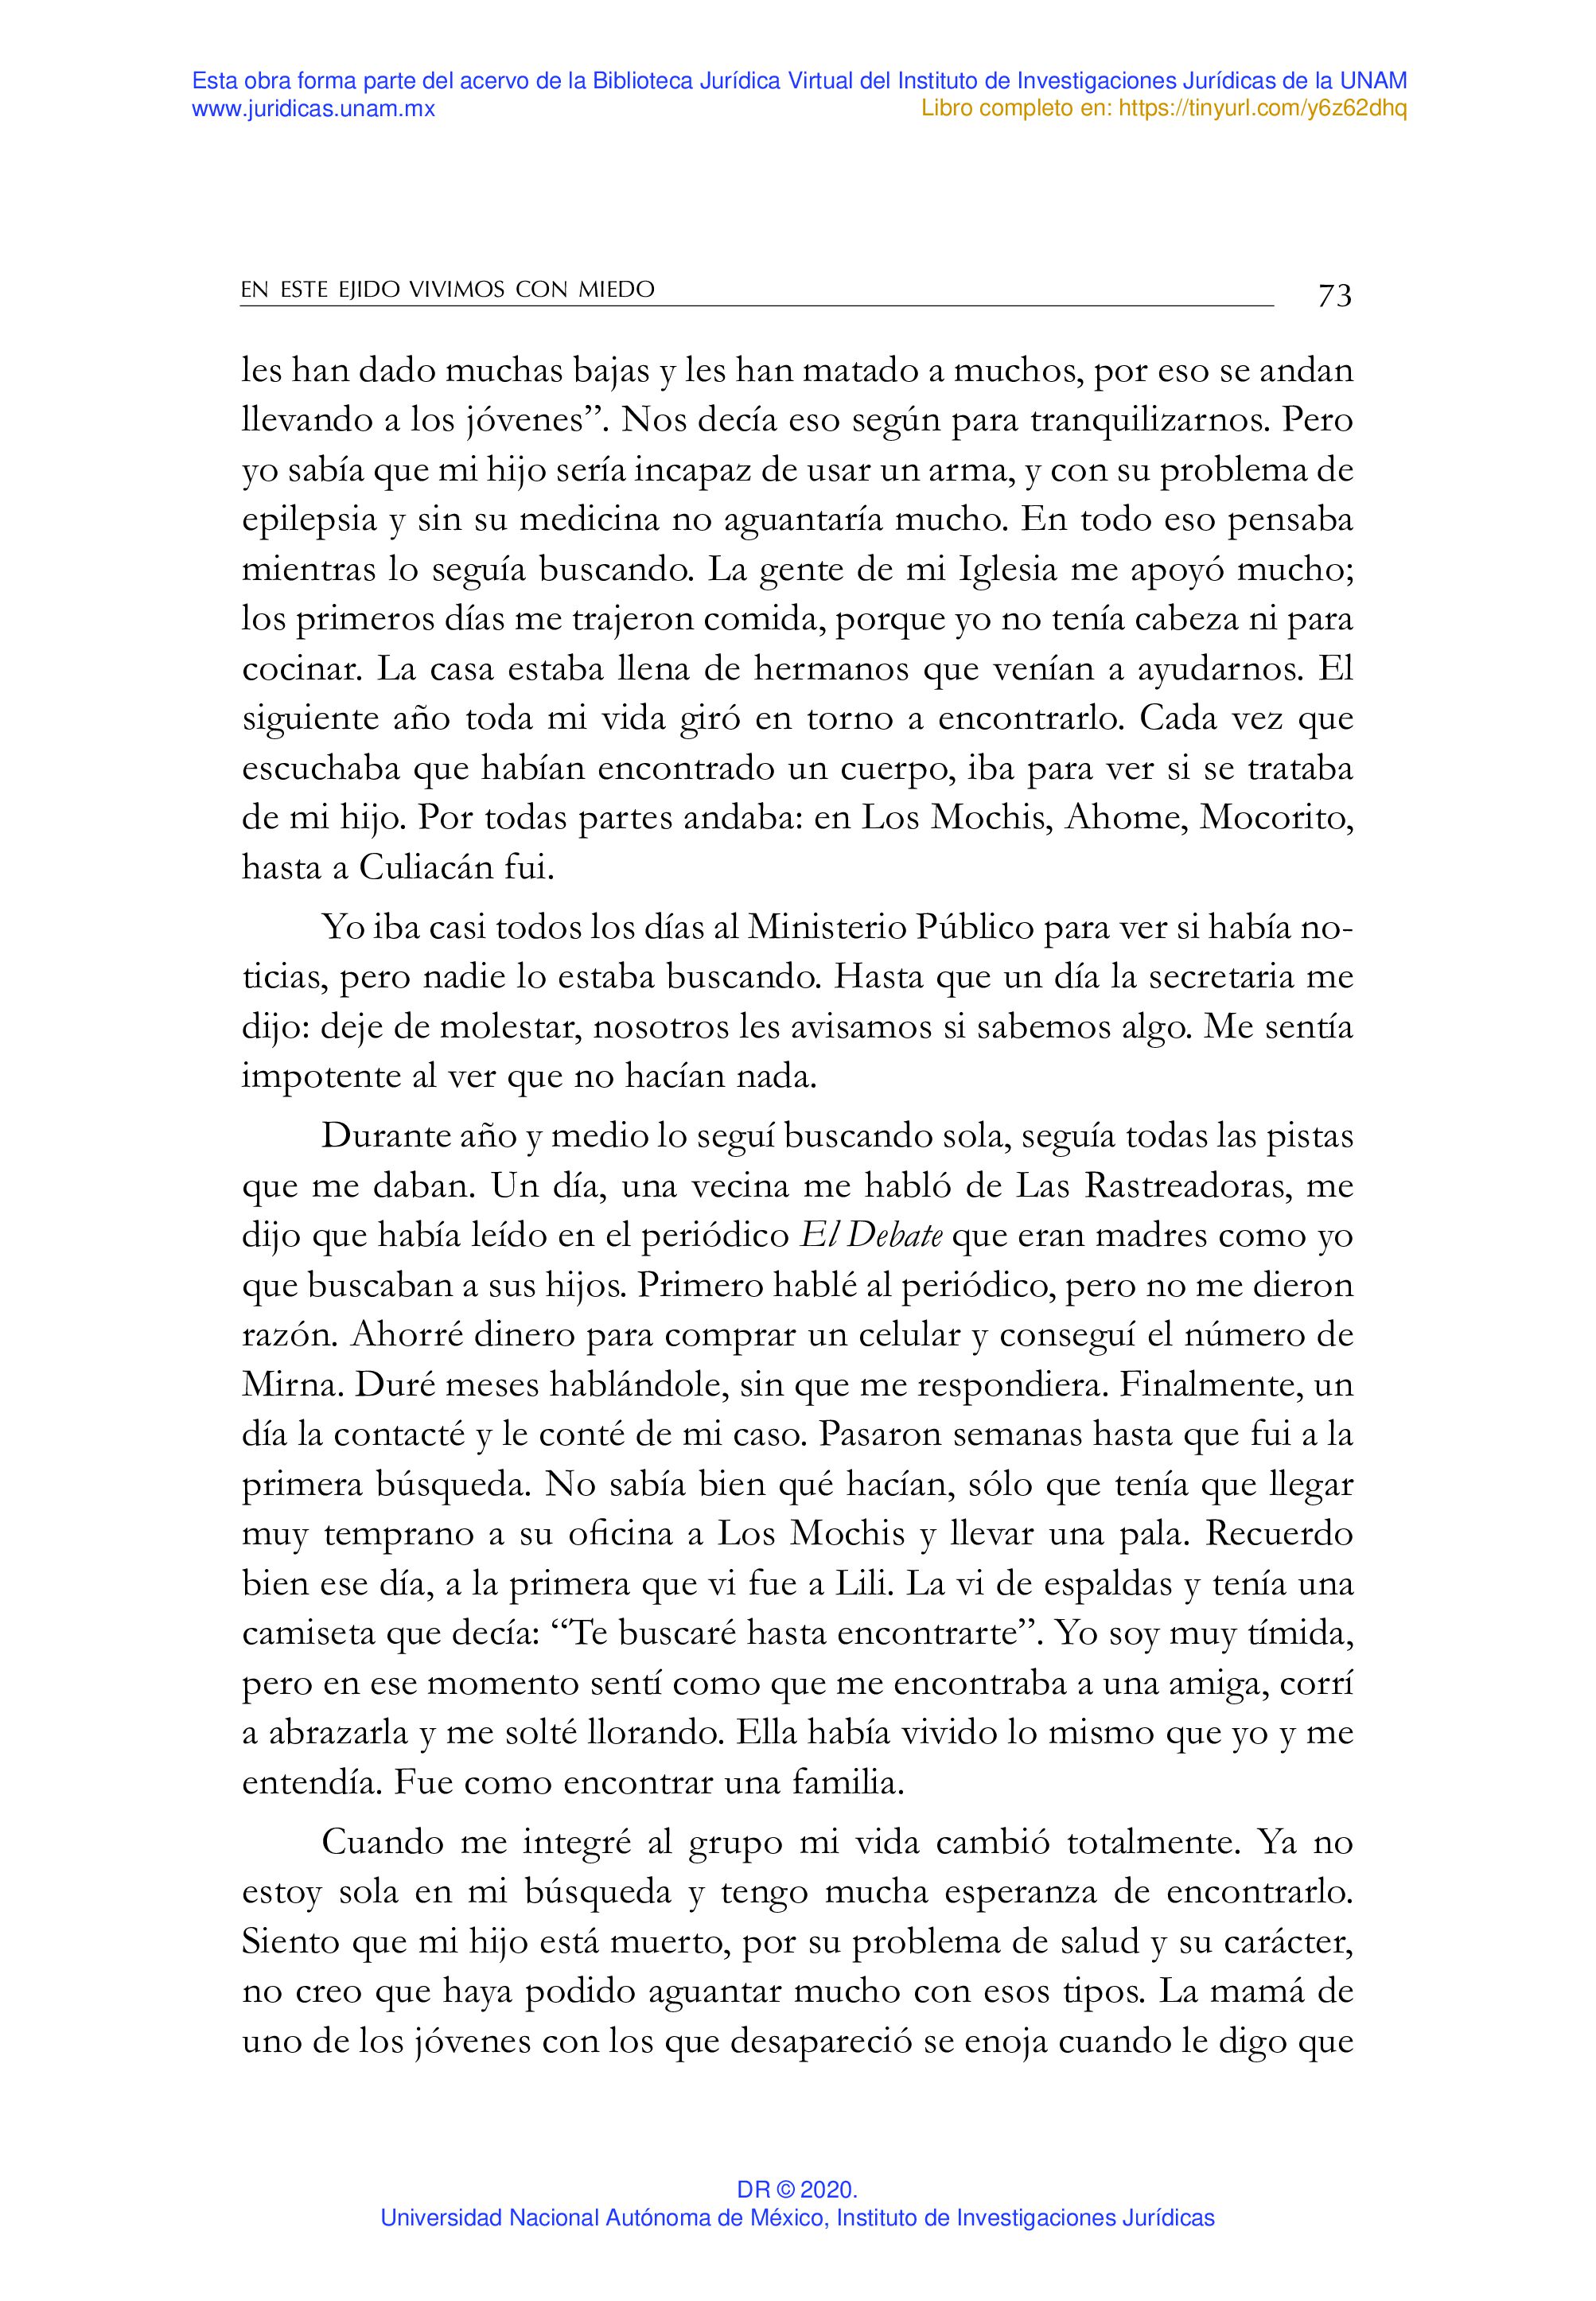 Esta obra forma parte del acervo de la Biblioteca Jurídica Virtual del Instituto de Investigaciones Jurídicas de la UNAM
www.juridicas.unam.mx
Libro completo en: https://tinyurl.com/y6z62dhq
EN ESTE EJIDO VIVIMOS CON MIEDO
73
les han dado muchas bajas y les han matado a muchos, por eso se andan
llevando a los jóvenes”. Nos decía eso según para tranquilizarnos. Pero
yo sabía que mi hijo sería incapaz de usar un arma, y con su problema de
epilepsia y sin su medicina no aguantaría mucho. En todo eso pensaba
mientras lo seguía buscando. La gente de mi Iglesia me apoyó mucho;
los primeros días me trajeron comida, porque yo no tenía cabeza ni para
cocinar. La casa estaba llena de hermanos que venían a ayudarnos. El
siguiente año toda mi vida giró en torno a encontrarlo. Cada vez que
escuchaba que habían encontrado un cuerpo, iba para ver si se trataba
de mi hijo. Por todas partes andaba: en Los Mochis, Ahome, Mocorito,
hasta a Culiacán fui.
Yo iba casi todos los días al Ministerio Público para ver si había no-
ticias, pero nadie lo estaba buscando. Hasta que un día la secretaria me
dijo: deje de molestar, nosotros les avisamos si sabemos algo. Me sentía
impotente al ver que no hacían nada.
Durante año y medio lo seguí buscando sola, seguía todas las pistas
que me daban. Un día, una vecina me habló de Las Rastreadoras, me
dijo que había leído en el periódico El Debate que eran madres como yo
que buscaban a sus hijos. Primero hablé al periódico, pero no me dieron
razón. Ahorré dinero para comprar un celular y conseguí el número de
Mirna. Duré meses hablándole, sin que me respondiera. Finalmente, un
día la contacté y le conté de mi caso. Pasaron semanas hasta que fui a la
primera búsqueda. No sabía bien qué hacían, sólo que tenía que llegar
muy temprano a su oficina a Los Mochis y llevar una pala. Recuerdo
bien ese día, a la primera que vi fue a Lili. La vi de espaldas y tenía una
camiseta que decía: “Te buscaré hasta encontrarte”. Yo soy muy tímida,
pero en ese momento sentí como que me encontraba a una amiga, corrí
a abrazarla y me solté llorando. Ella había vivido lo mismo que yo y me
entendía. Fue como encontrar una familia.
Cuando me integré al grupo mi vida cambió totalmente. Ya no
estoy sola en mi búsqueda y tengo mucha esperanza de encontrarlo.
Siento que mi hijo está muerto, por su problema de salud y su carácter,
no creo que haya podido aguantar mucho con esos tipos. La mamá de
uno de los jóvenes con los que desapareció se enoja cuando le digo que
DR © 2020.
Universidad Nacional Autónoma de México, Instituto de Investigaciones Jurídicas